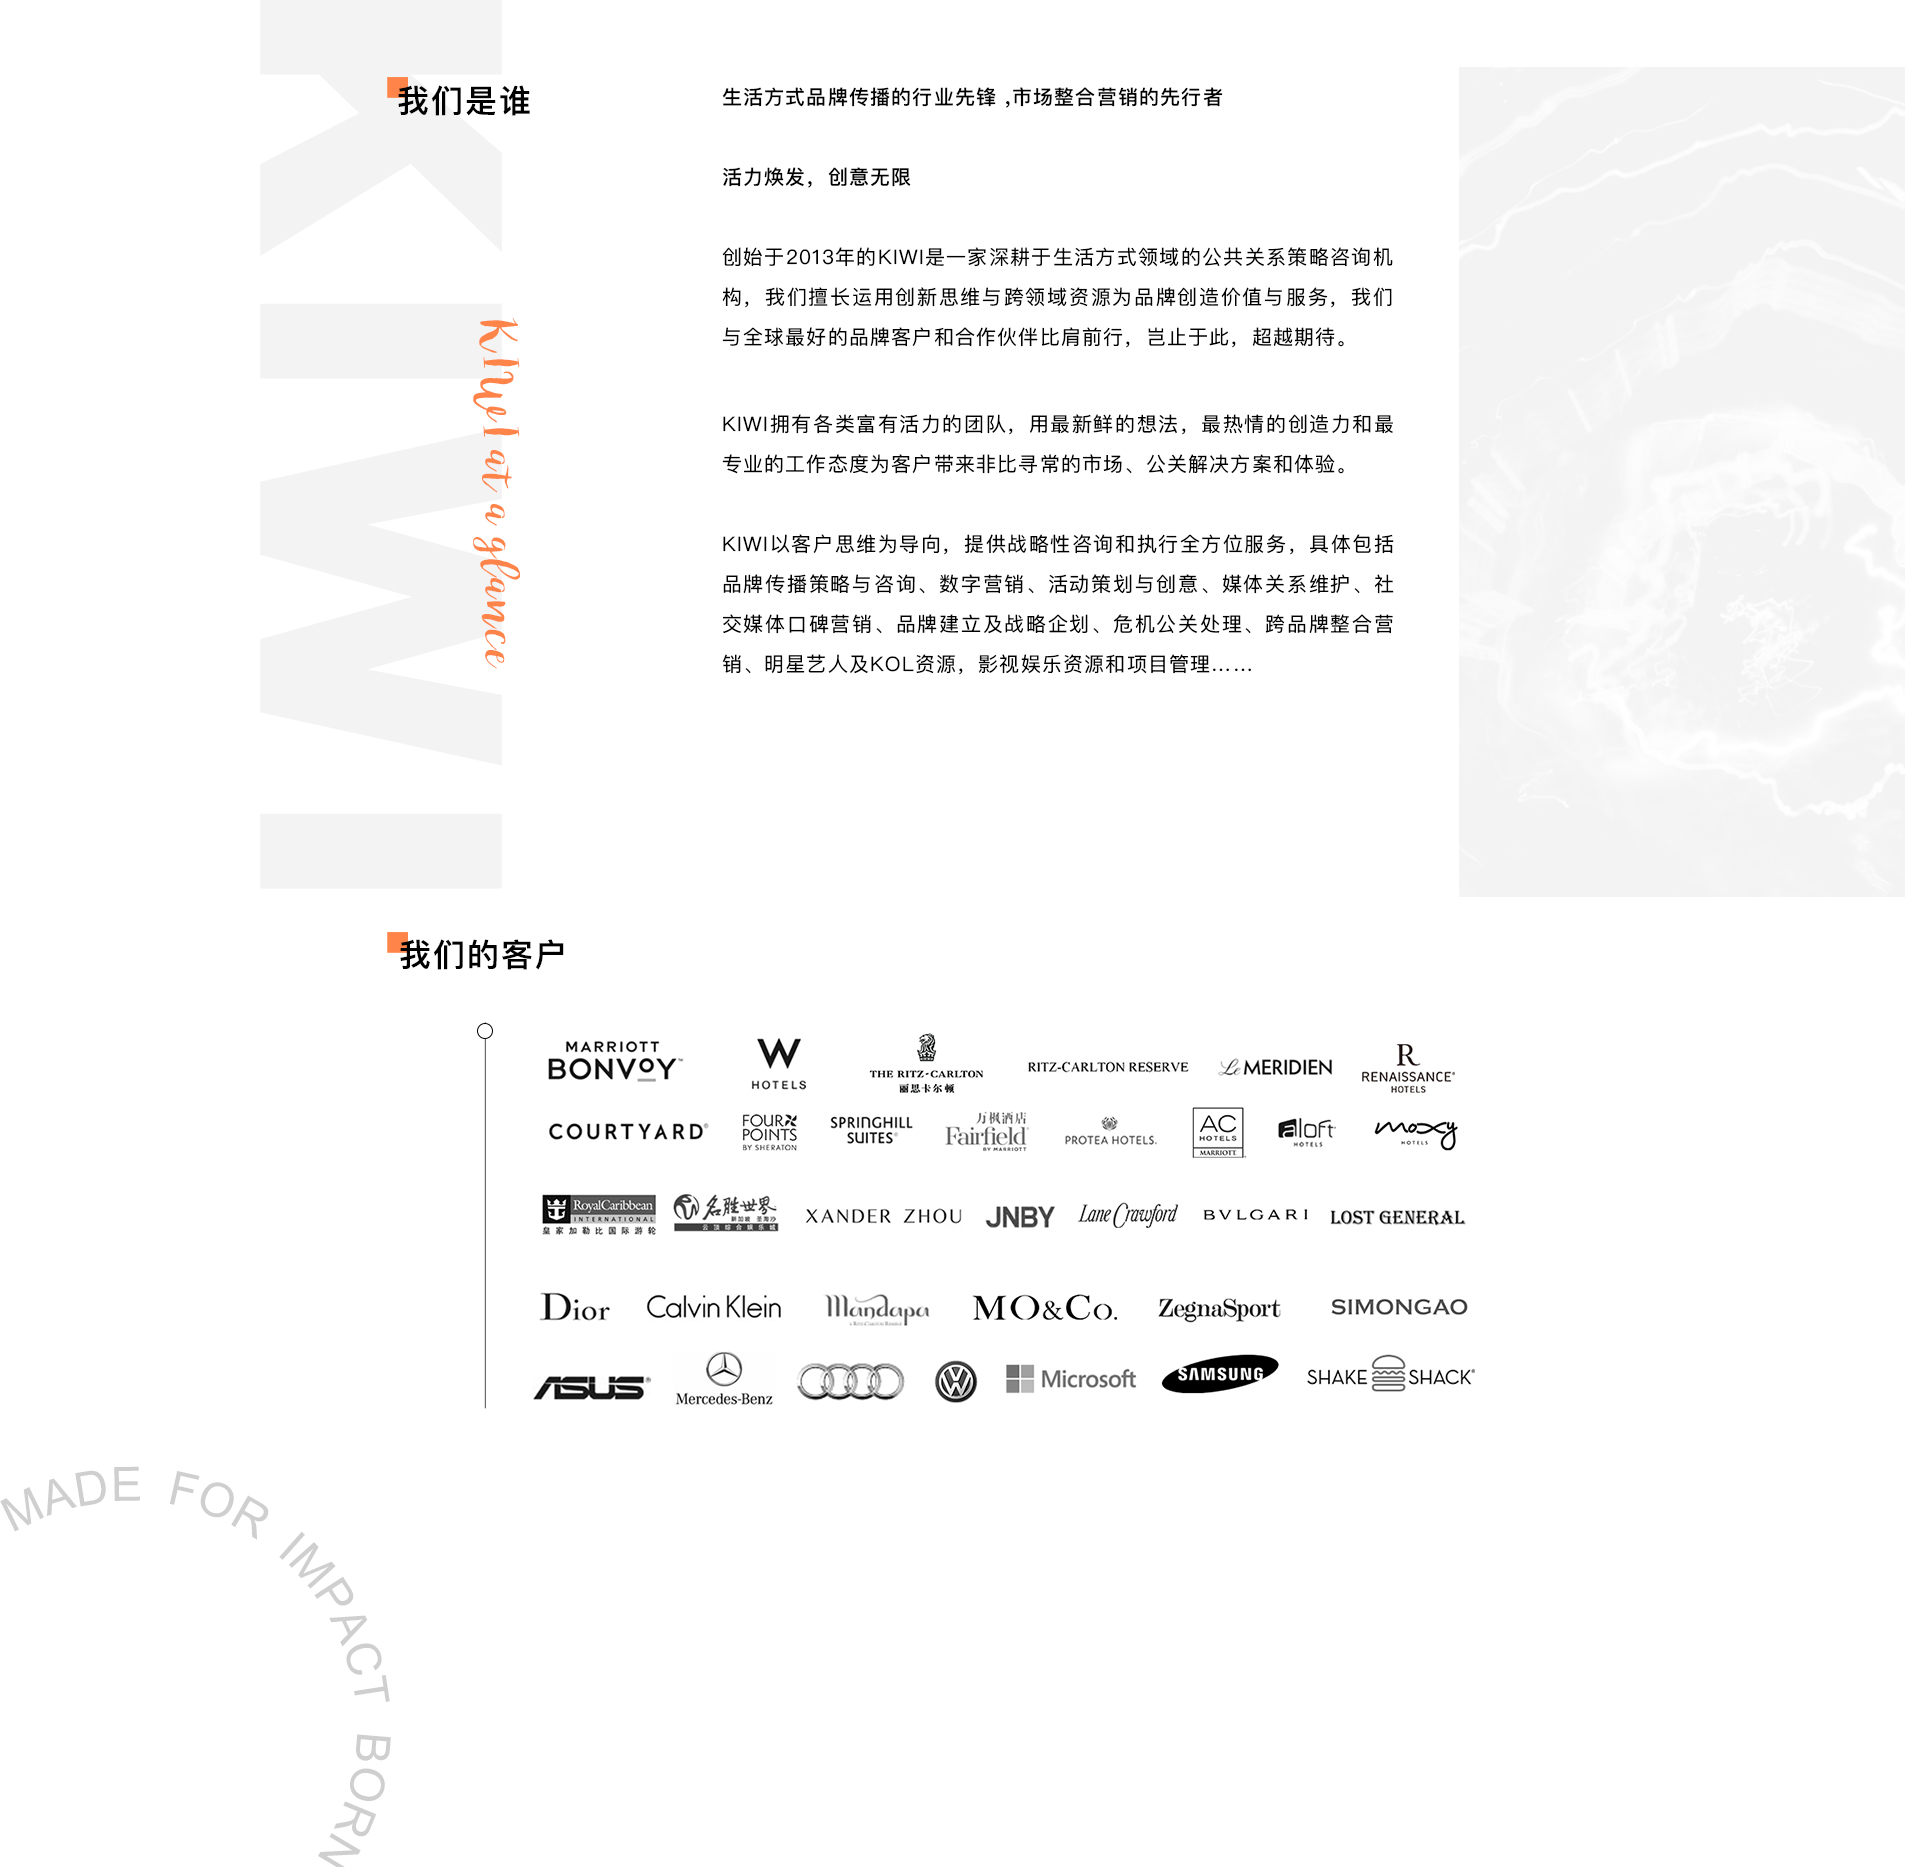 KIWI
我们是谁
KIWI at a glance
生活方式品牌传播的行业先锋 ,市场整合营销的先行者
活力焕发，创意无限
创始于2013年的KIWI是一家深耕于生活方式领域的公共关系策略咨询机
构，我们擅长运用创新思维与跨领域资源为品牌创造价值与服务，我们
与全球最好的品牌客户和合作伙伴比肩前行，岂止于此，超越期待。
KIWI拥有各类富有活力的团队，用最新鲜的想法，最热情的创造力和最
专业的工作态度为客户带来非比寻常的市场、公关解决方案和体验。
KIWI以客户思维为导向，提供战略性咨询和执行全方位服务，具体包括
品牌传播策略与咨询、数字营销、活动策划与创意、媒体关系维护、社
交媒体口碑营销、品牌建立及战略企划、危机公关处理、跨品牌整合营
销、明星艺人及KOL资源，影视娱乐资源和项目管理……
我们的客户
MARRIOTT
BONVOY™
W
HOTELS
THE RITZ-CARLTON
丽思卡尔顿
RITZ-CARLTON RESERVE
Le MERIDIEN
R
RENAISSANCE®
HOTELS
COURTYARD®
FOUR
POINTS
BY SHERATON
SPRINGHILL
SUITES®
万枫酒店
Fairfield
BY MARRIOTT
PROTEA HOTELS.
AC
HOTELS
MARRIOTT
aloft
HOTELS
moxy
HOTELS
RoyalCaribbean
INTERNATIONAL
皇家加勒比国际游轮
名胜世界
新加坡 圣淘沙
云顶综合娱乐城
XANDER ZHOU
JNBY
Lane Crawford
BVLGARI
LOST GENERAL
Dior
Calvin Klein
Mandapa
A RITZ-CARLTON RESERVE
MO&Co.
ZegnaSport
SIMONGAO
ASUS®
Mercedes-Benz
VW
Microsoft
SAMSUNG
SHAKE SHACK®
MADE FOR IMPACT BORN